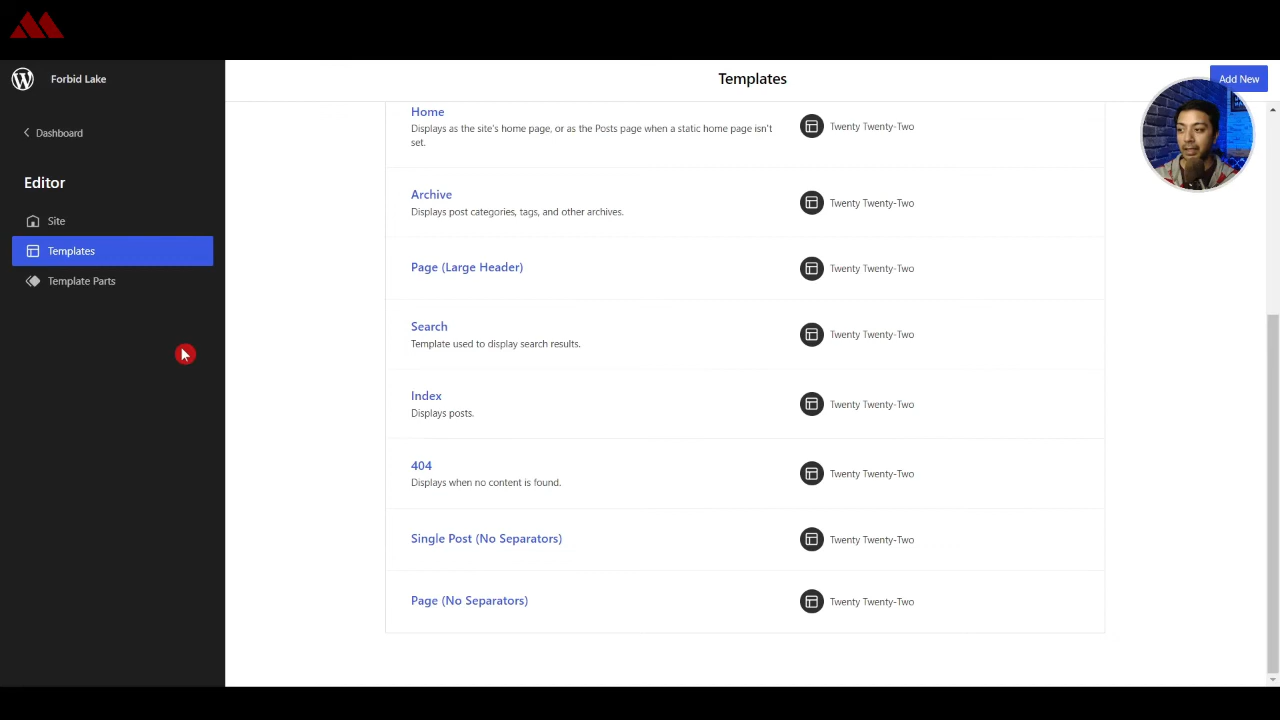 Forbid Lake
Templates
Add New
Dashboard
Editor
Site
Templates
Template Parts
Home
Displays as the site's home page, or as the Posts page when a static home page isn't
set.
Twenty Twenty-Two
Archive
Displays post categories, tags, and other archives.
Twenty Twenty-Two
Page (Large Header)
Twenty Twenty-Two
Search
Template used to display search results.
Twenty Twenty-Two
Index
Displays posts.
Twenty Twenty-Two
404
Displays when no content is found.
Twenty Twenty-Two
Single Post (No Separators)
Twenty Twenty-Two
Page (No Separators)
Twenty Twenty-Two